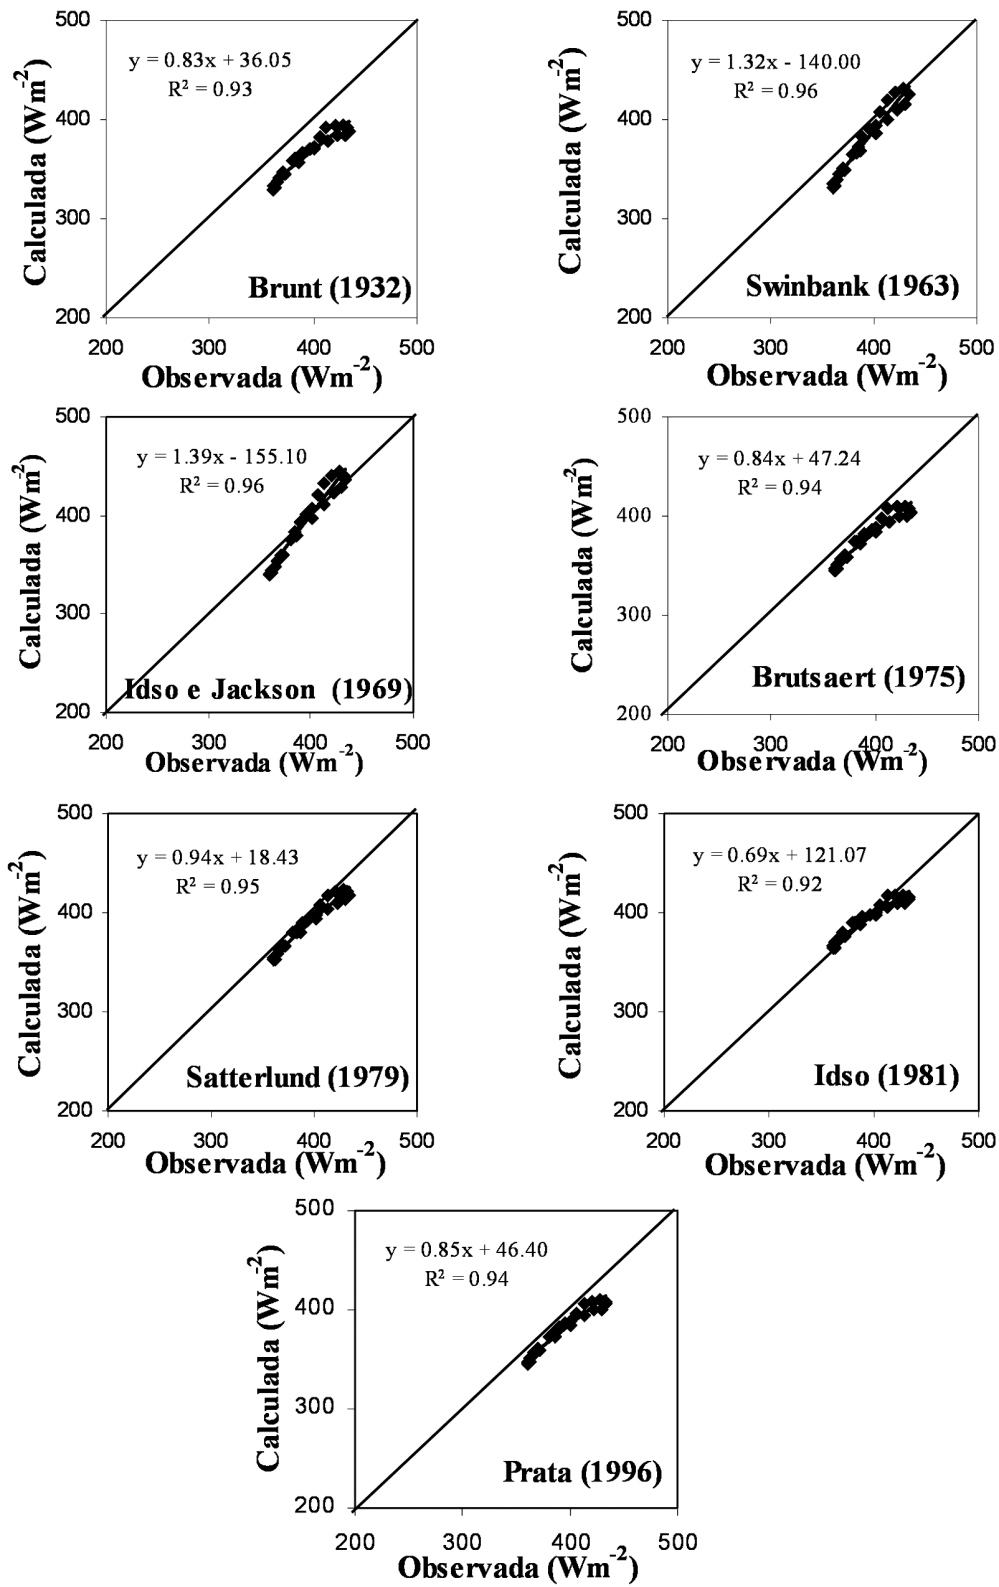 500
400
300
200
Calculada (Wm⁻²)
y = 0.83x + 36.05
R² = 0.93
Brunt (1932)
200 300 400 500
Observada (Wm⁻²)
500
400
300
200
Calculada (Wm⁻²)
y = 1.32x - 140.00
R² = 0.96
Swinbank (1963)
200 300 400 500
Observada (Wm⁻²)
500
400
300
200
Calculada (Wm⁻²)
y = 1.39x - 155.10
R² = 0.96
Idso e Jackson (1969)
200 300 400 500
Observada (Wm⁻²)
500
400
300
200
Calculada (Wm⁻²)
y = 0.84x + 47.24
R² = 0.94
Brutsaert (1975)
200 300 400 500
Observada (Wm⁻²)
500
400
300
200
Calculada (Wm⁻²)
y = 0.94x + 18.43
R² = 0.95
Satterlund (1979)
200 300 400 500
Observada (Wm⁻²)
500
400
300
200
Calculada (Wm⁻²)
y = 0.69x + 121.07
R² = 0.92
Idso (1981)
200 300 400 500
Observada (Wm⁻²)
500
400
300
200
Calculada (Wm⁻²)
y = 0.85x + 46.40
R² = 0.94
Prata (1996)
200 300 400 500
Observada (Wm⁻²)